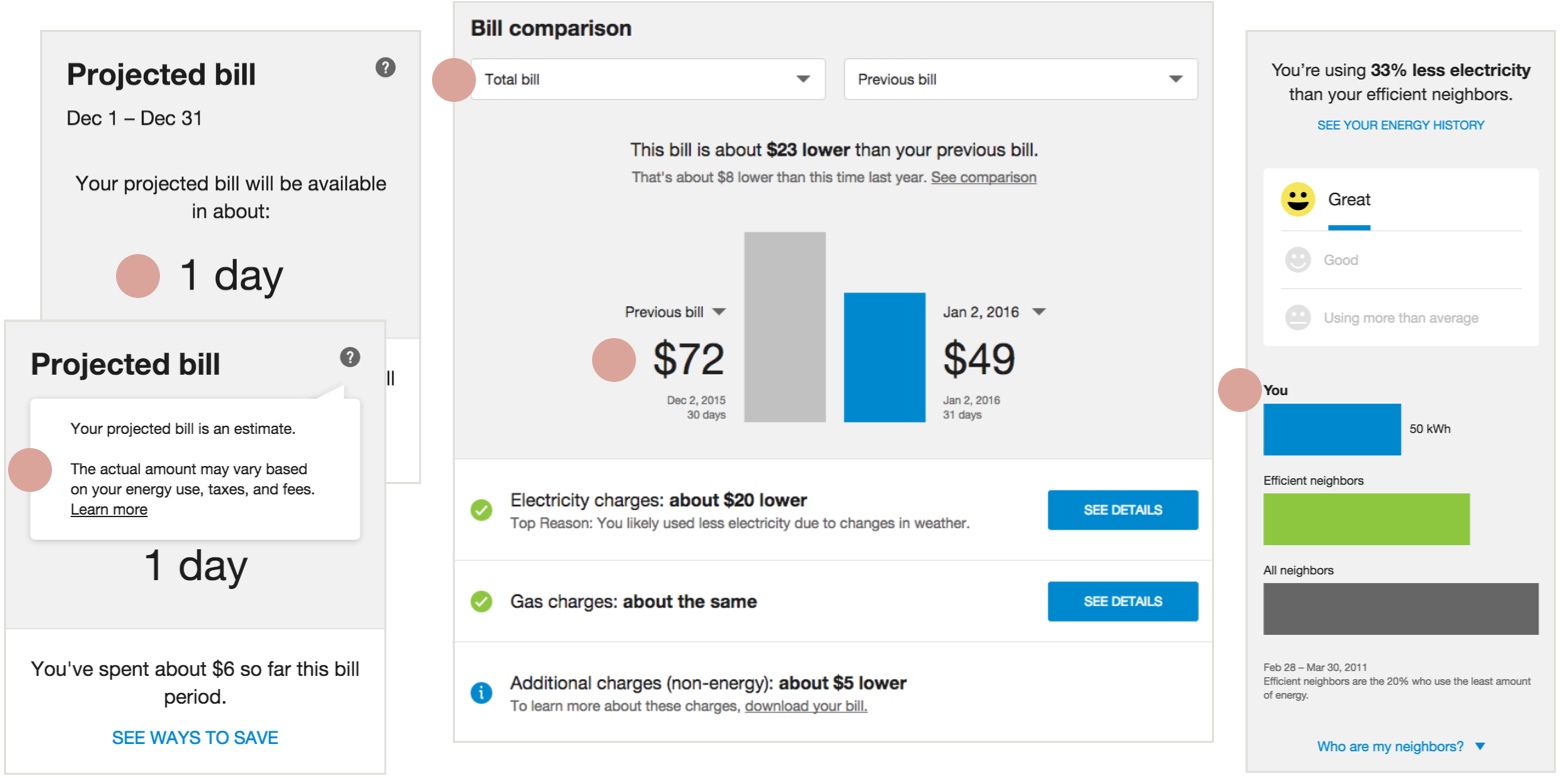 Projected bill
?
Dec 1 – Dec 31
Your projected bill will be available
in about:
1 day
ll
Projected bill
?
Your projected bill is an estimate.
The actual amount may vary based
on your energy use, taxes, and fees.
Learn more
1 day
You've spent about $6 so far this bill
period.
SEE WAYS TO SAVE
Bill comparison
Total bill
Previous bill
This bill is about $23 lower than your previous bill.
That's about $8 lower than this time last year. See comparison
Previous bill
$72
Dec 2, 2015
30 days
Jan 2, 2016
$49
Jan 2, 2016
31 days
Electricity charges: about $20 lower
Top Reason: You likely used less electricity due to changes in weather.
SEE DETAILS
Gas charges: about the same
SEE DETAILS
i
Additional charges (non-energy): about $5 lower
To learn more about these charges, download your bill.
You’re using 33% less electricity
than your efficient neighbors.
SEE YOUR ENERGY HISTORY
Great
Good
Using more than average
You
50 kWh
Efficient neighbors
All neighbors
Feb 28 – Mar 30, 2011
Efficient neighbors are the 20% who use the least amount
of energy.
Who are my neighbors?